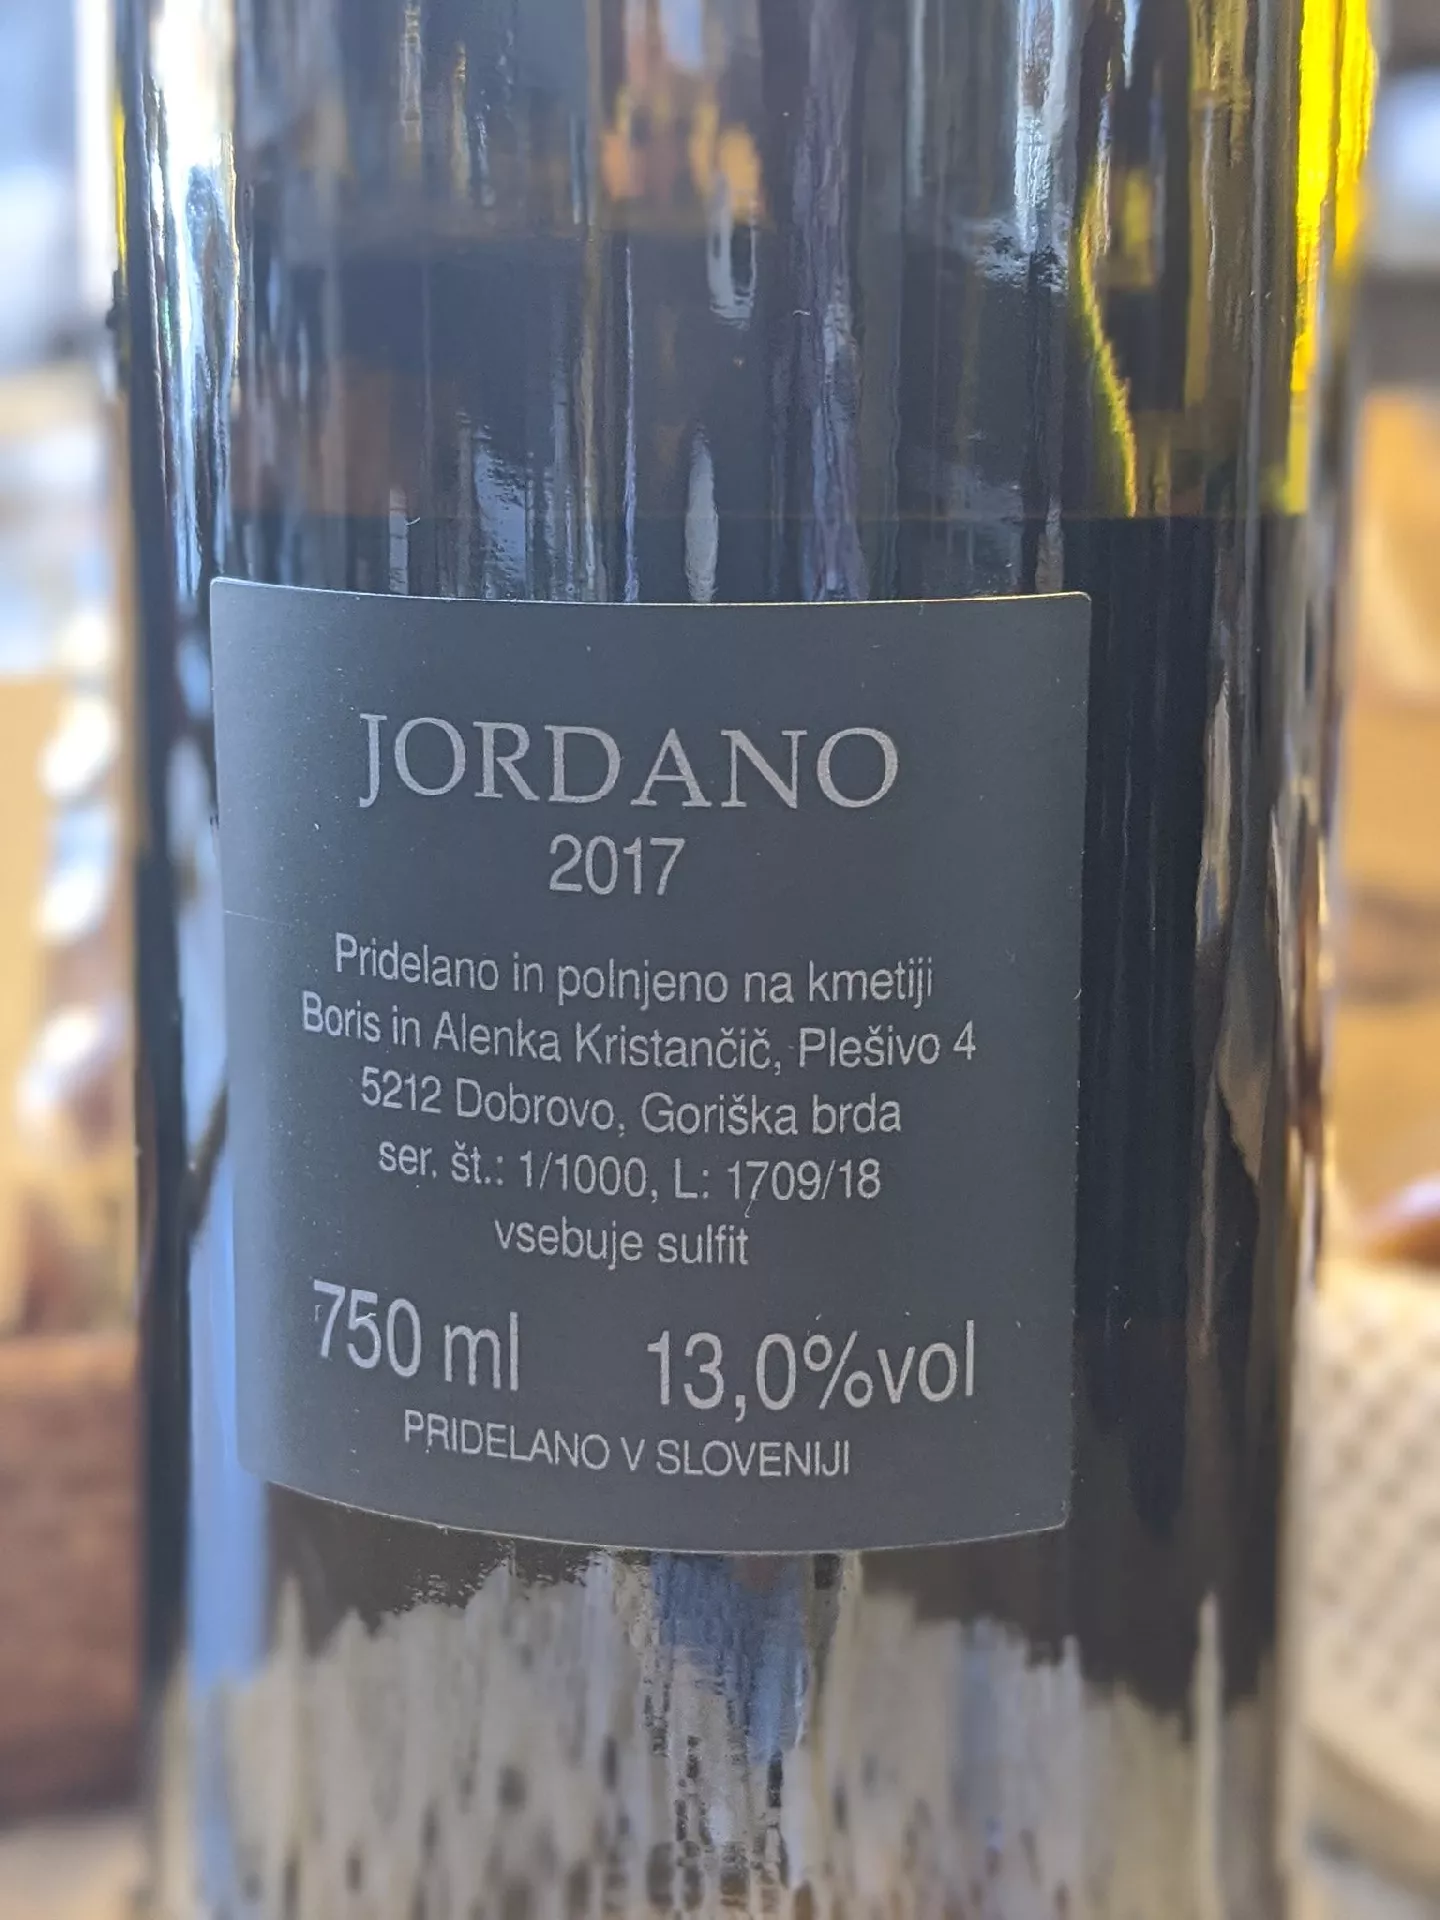 JORDANO
2017
Pridelano in polnjeno na kmetiji
Boris in Alenka Kristančič, Plešivo 4
5212 Dobrovo, Goriška brda
ser. št.: 1/1000, L: 1709/18
vsebuje sulfit
750 ml 13,0%vol
PRIDELANO V SLOVENIJI